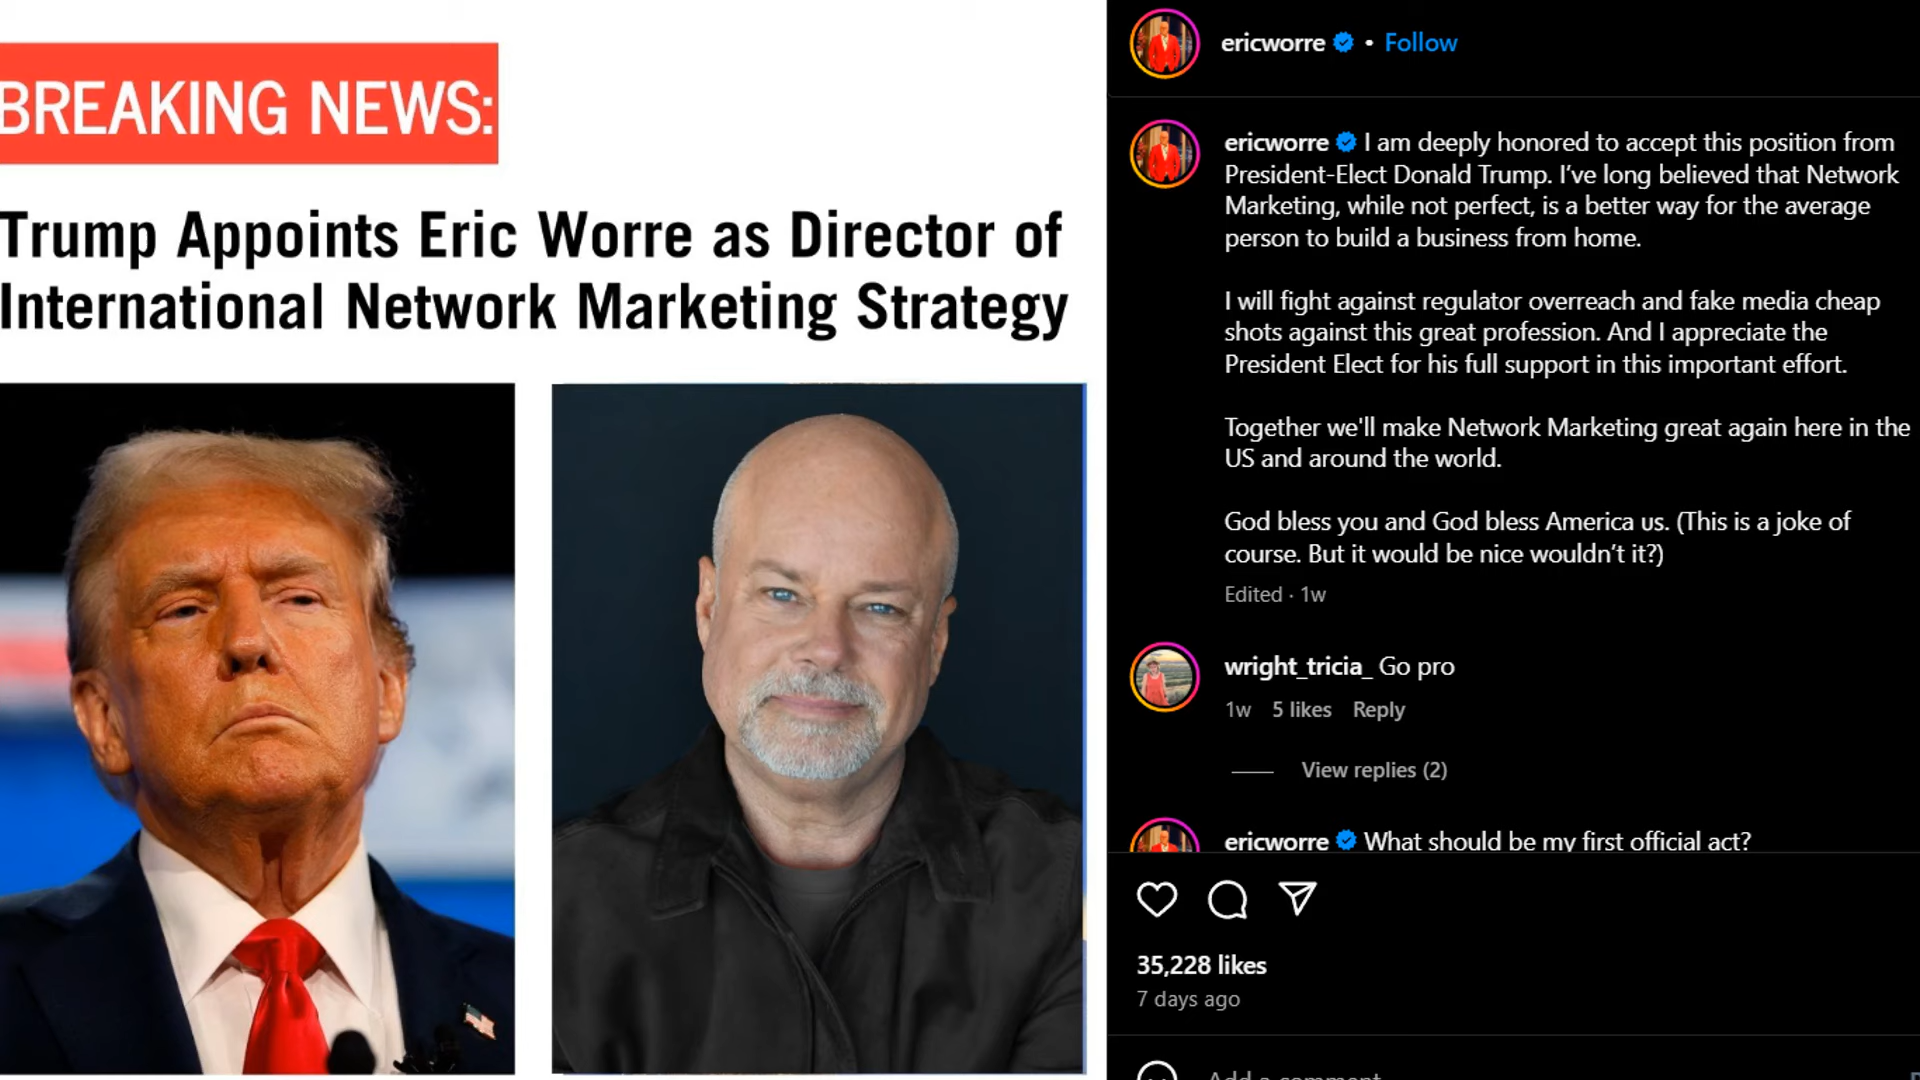 BREAKING NEWS:
Trump Appoints Eric Worre as Director of
International Network Marketing Strategy
ericworre • Follow
ericworre I am deeply honored to accept this position from
President-Elect Donald Trump. I’ve long believed that Network
Marketing, while not perfect, is a better way for the average
person to build a business from home.
I will fight against regulator overreach and fake media cheap
shots against this great profession. And I appreciate the
President Elect for his full support in this important effort.
Together we'll make Network Marketing great again here in the
US and around the world.
God bless you and God bless America us. (This is a joke of
course. But it would be nice wouldn’t it?)
Edited · 1w
wright_tricia_ Go pro
1w 5 likes Reply
View replies (2)
ericworre What should be my first official act?
35,228 likes
7 days ago
Add a comment